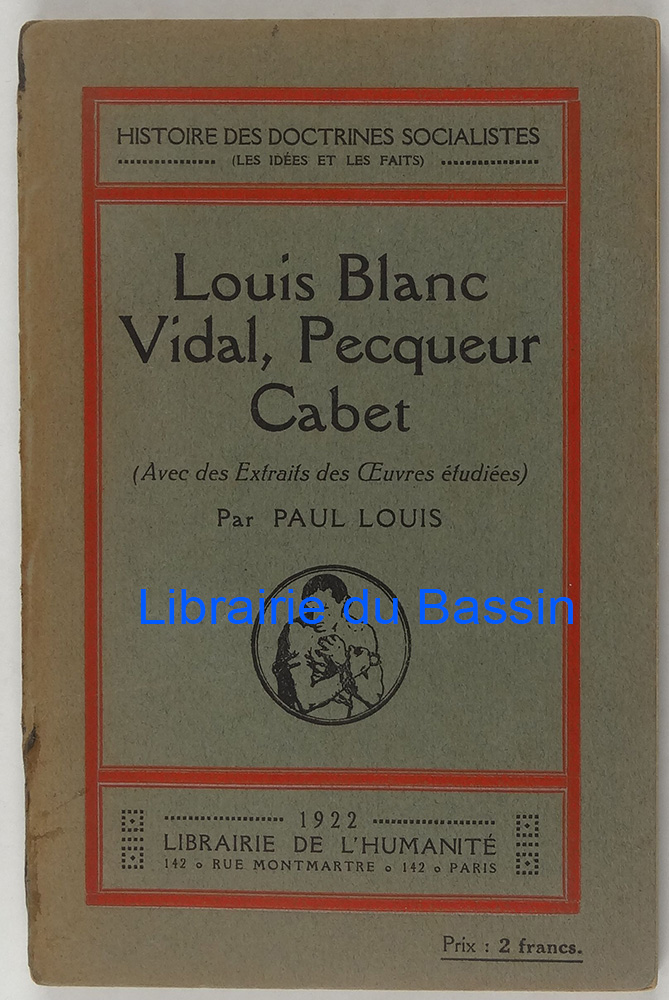 HISTOIRE DES DOCTRINES SOCIALISTES
(LES IDÉES ET LES FAITS)
Louis Blanc
Vidal, Pecqueur
Cabet
(Avec des Extraits des Œuvres étudiées)
Par PAUL LOUIS
Librairie du Bassin
1922
LIBRAIRIE DE L'HUMANITÉ
142 o RUE MONTMARTRE o 142 o PARIS
Prix : 2 francs.